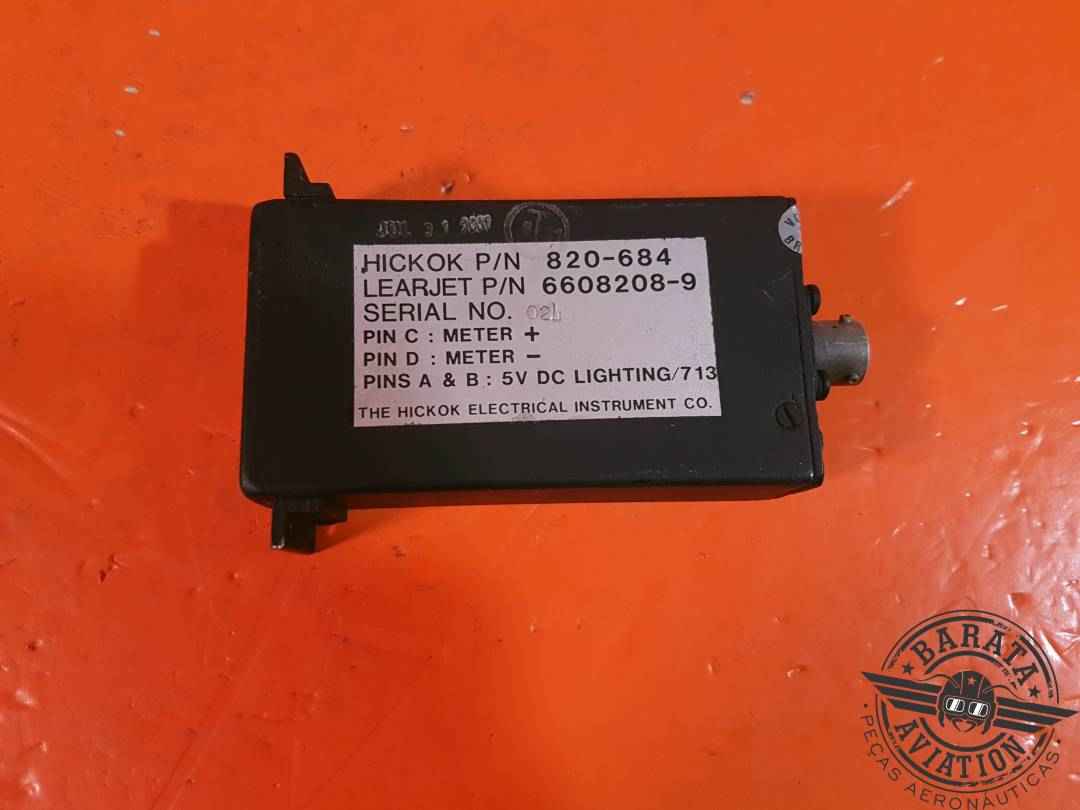 HICKOK P/N 820-684
LEARJET P/N 6608208-9
SERIAL NO. 02L
PIN C : METER +
PIN D : METER −
PINS A & B : 5V DC LIGHTING/713
THE HICKOK ELECTRICAL INSTRUMENT CO.
BARATA
AVIATION
PEÇAS AERONÁUTICAS